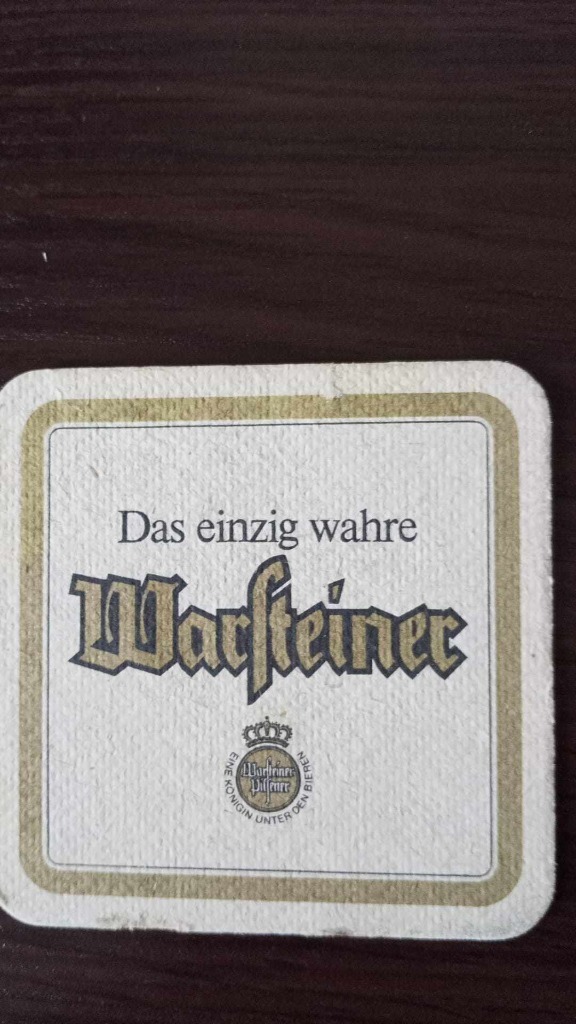 Das einzig wahre
Warſteiner
Warſteiner
Pilſener
EINE KÖNIGIN UNTER DEN BIEREN